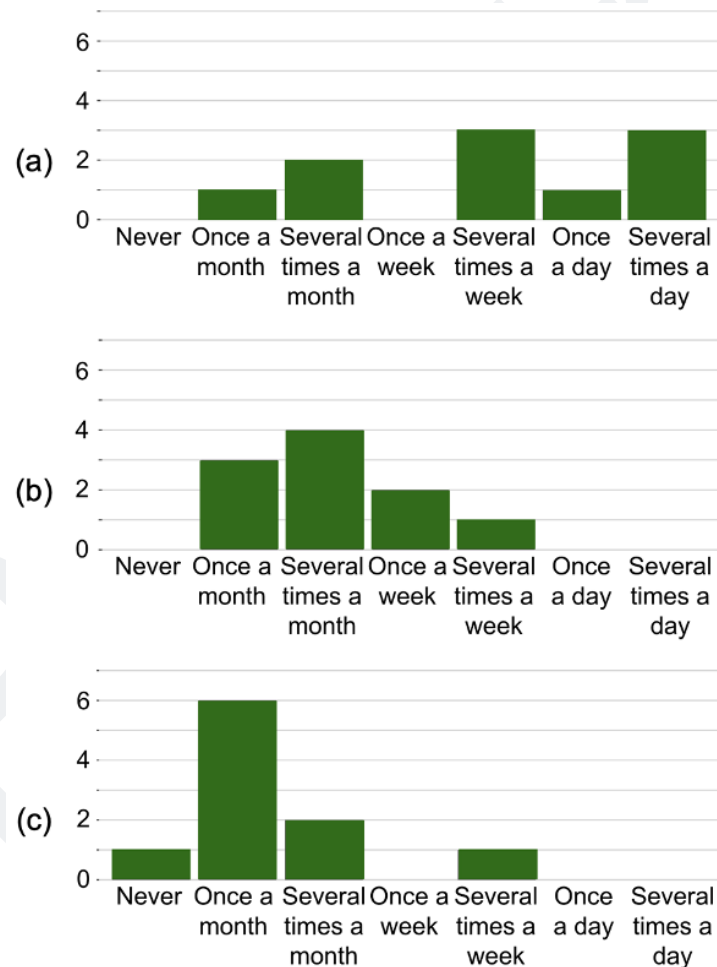 6
4
(a)
2
0
Never Once a Several Once a Several Once Several
month times a week times a a day times a
month week day
6
4
(b)
2
0
Never Once a Several Once a Several Once Several
month times a week times a a day times a
month week day
6
4
(c)
2
0
Never Once a Several Once a Several Once Several
month times a week times a a day times a
month week day